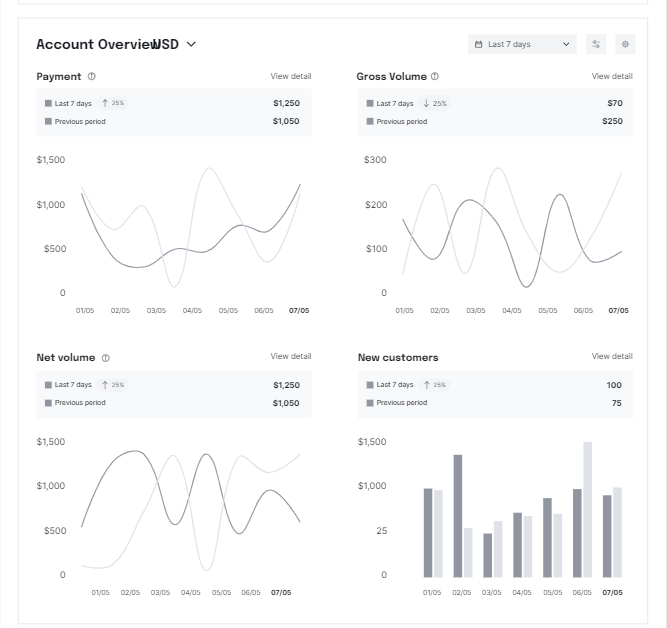 Account Overview USD
Last 7 days
Payment View detail
Last 7 days ↑ 25% $1,250
Previous period $1,050
$1,500
$1,000
$500
0
01/05 02/05 03/05 04/05 05/05 06/05 07/05
Gross Volume View detail
Last 7 days ↓ 25% $70
Previous period $250
$300
$200
$100
0
01/05 02/05 03/05 04/05 05/05 06/05 07/05
Net volume View detail
Last 7 days ↑ 25% $1,250
Previous period $1,050
$1,500
$1,000
$500
0
01/05 02/05 03/05 04/05 05/05 06/05 07/05
New customers View detail
Last 7 days ↑ 25% 100
Previous period 75
$1,500
$1,000
25
0
01/05 02/05 03/05 04/05 05/05 06/05 07/05